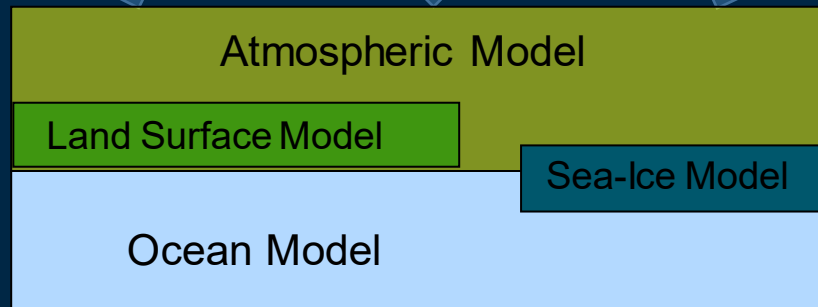 Atmospheric Model
Land Surface Model
Sea-Ice Model
Ocean Model